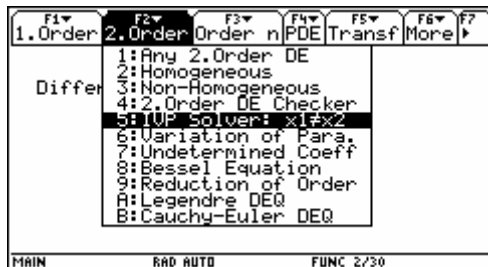 F1▼ F2▼ F3▼ F4▼ F5▼ F6▼ F7
1.Order 2.Order Order n PDE Transf More ▸
1:Any 2.Order DE
2:Homogeneous
Differ 3:Non-Homogeneous
4:2.Order DE Checker
5:IVP Solver: x1≠x2
6:Variation of Para.
7:Undetermined Coeff
8:Bessel Equation
9:Reduction of Order
A:Legendre DEQ
B:Cauchy-Euler DEQ
MAIN RAD AUTO FUNC 2/30